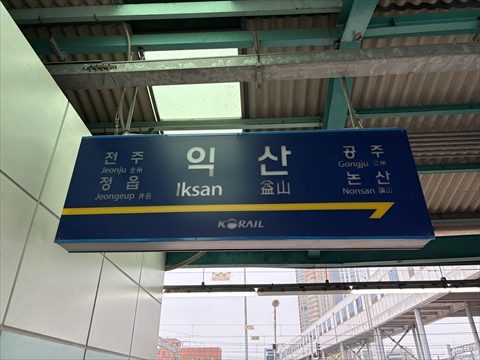 전주
Jeonju 全州
정읍
Jeongeup 井邑
익산
Iksan 益山
공주
Gongju 公州
논산
Nonsan 論山
KORAIL